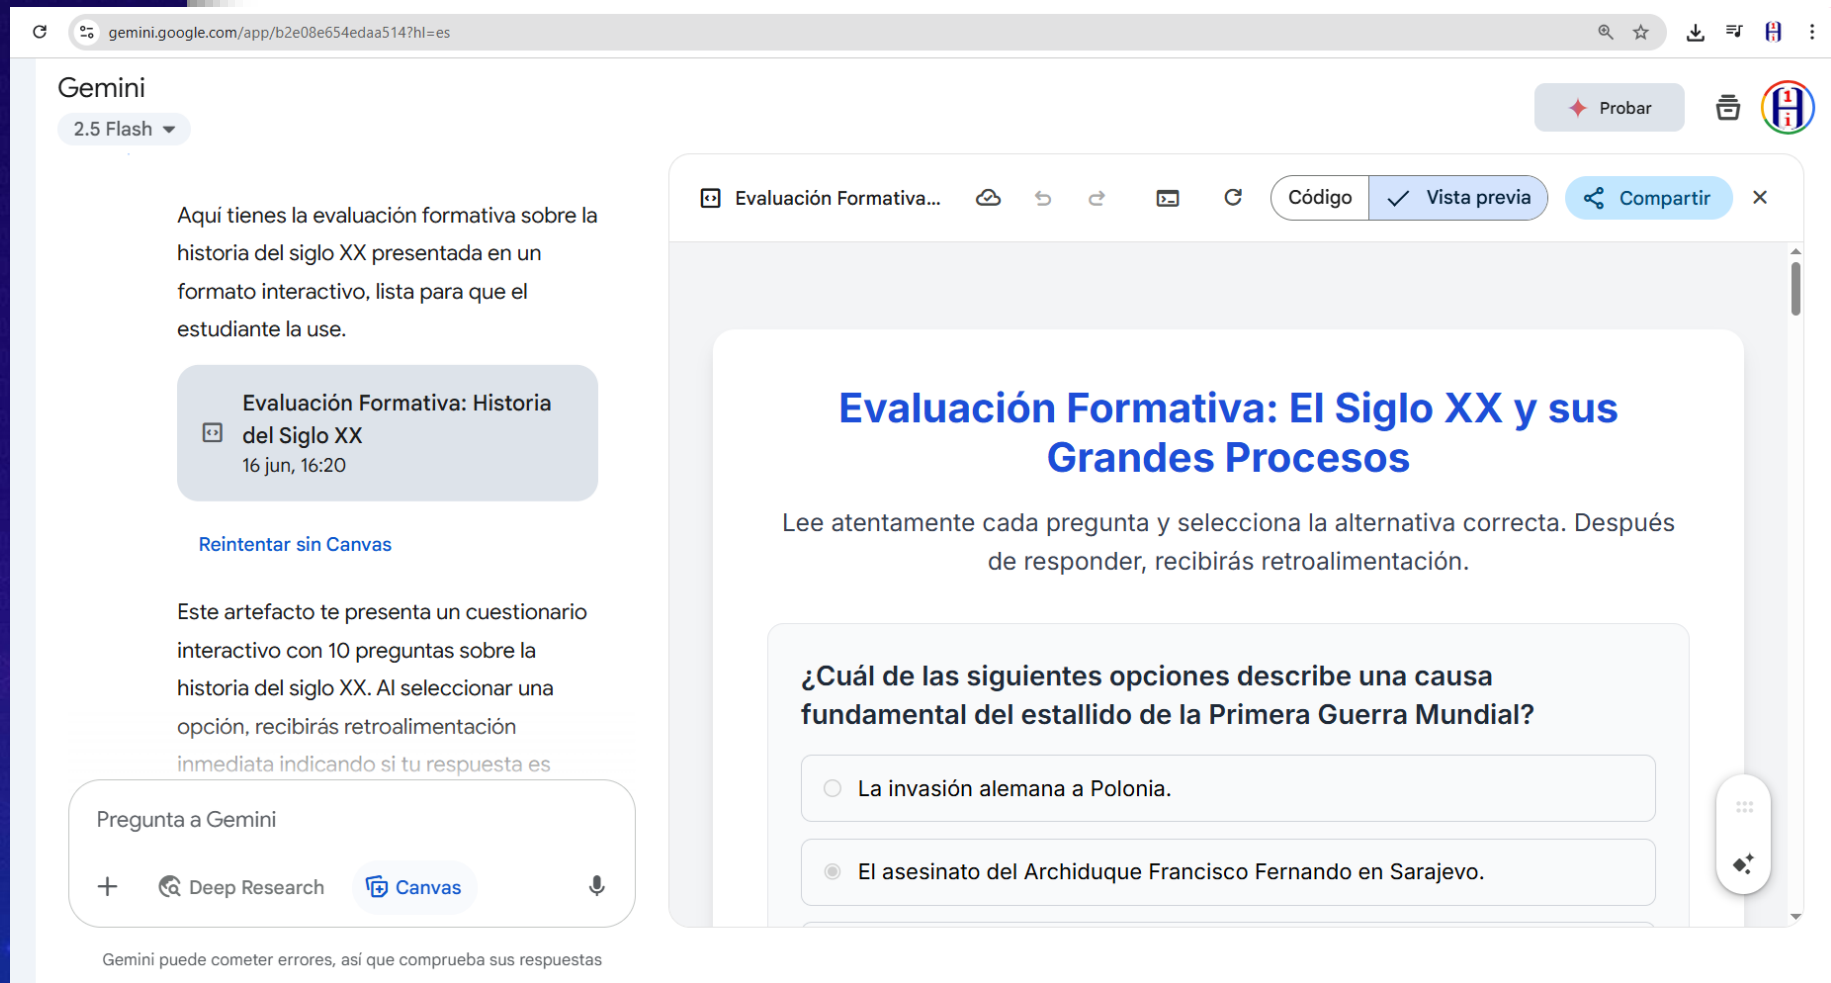 gemini.google.com/app/b2e08e654edaa514?hl=es
Gemini
2.5 Flash
Probar
1
H
i
Aquí tienes la evaluación formativa sobre la
historia del siglo XX presentada en un
formato interactivo, lista para que el
estudiante la use.
Evaluación Formativa: Historia
del Siglo XX
16 jun, 16:20
Reintentar sin Canvas
Este artefacto te presenta un cuestionario
interactivo con 10 preguntas sobre la
historia del siglo XX. Al seleccionar una
opción, recibirás retroalimentación
inmediata indicando si tu respuesta es
Pregunta a Gemini
Deep Research
Canvas
Gemini puede cometer errores, así que comprueba sus respuestas
Evaluación Formativa...
Código
Vista previa
Compartir
Evaluación Formativa: El Siglo XX y sus
Grandes Procesos
Lee atentamente cada pregunta y selecciona la alternativa correcta. Después
de responder, recibirás retroalimentación.
¿Cuál de las siguientes opciones describe una causa
fundamental del estallido de la Primera Guerra Mundial?
La invasión alemana a Polonia.
El asesinato del Archiduque Francisco Fernando en Sarajevo.